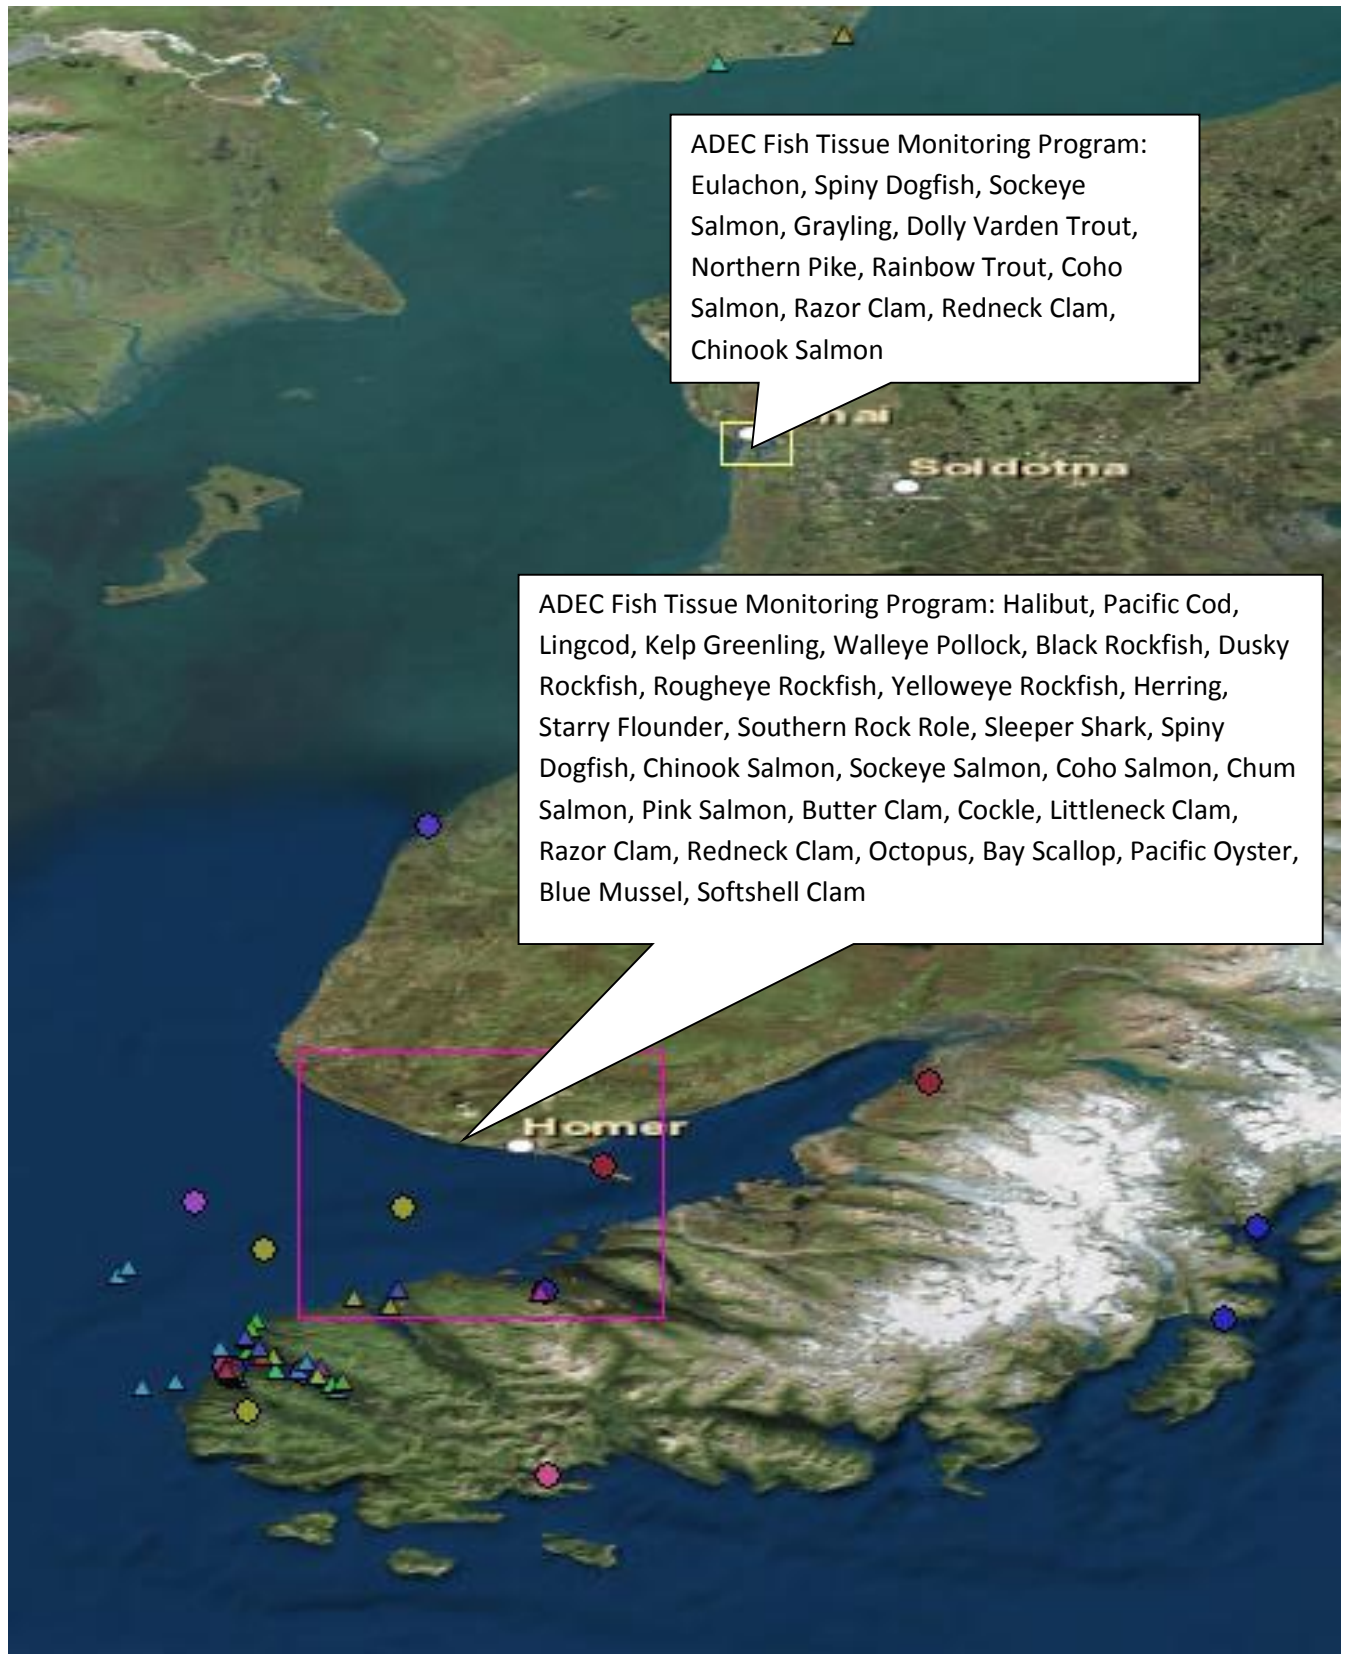 ADEC Fish Tissue Monitoring Program:
Eulachon, Spiny Dogfish, Sockeye
Salmon, Grayling, Dolly Varden Trout,
Northern Pike, Rainbow Trout, Coho
Salmon, Razor Clam, Redneck Clam,
Chinook Salmon
Soldotna
ADEC Fish Tissue Monitoring Program: Halibut, Pacific Cod,
Lingcod, Kelp Greenling, Walleye Pollock, Black Rockfish, Dusky
Rockfish, Rougheye Rockfish, Yelloweye Rockfish, Herring,
Starry Flounder, Southern Rock Role, Sleeper Shark, Spiny
Dogfish, Chinook Salmon, Sockeye Salmon, Coho Salmon, Chum
Salmon, Pink Salmon, Butter Clam, Cockle, Littleneck Clam,
Razor Clam, Redneck Clam, Octopus, Bay Scallop, Pacific Oyster,
Blue Mussel, Softshell Clam
Homer